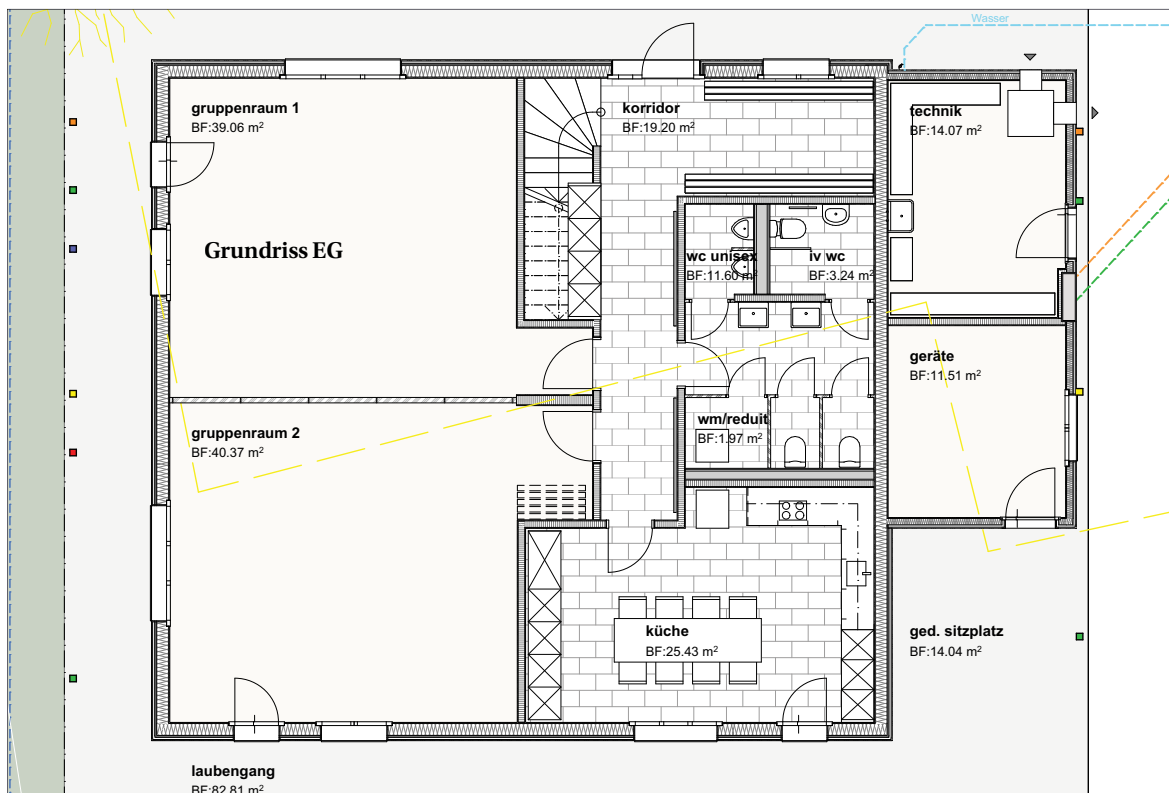 Wasser
gruppenraum 1
BF:39.06 m²
korridor
BF:19.20 m²
technik
BF:14.07 m²
Grundriss EG
wc unisex
BF:11.60 m²
iv wc
BF:3.24 m²
geräte
BF:11.51 m²
gruppenraum 2
BF:40.37 m²
wm/reduit
BF:1.97 m²
küche
BF:25.43 m²
ged. sitzplatz
BF:14.04 m²
laubengang
BF:82.81 m²